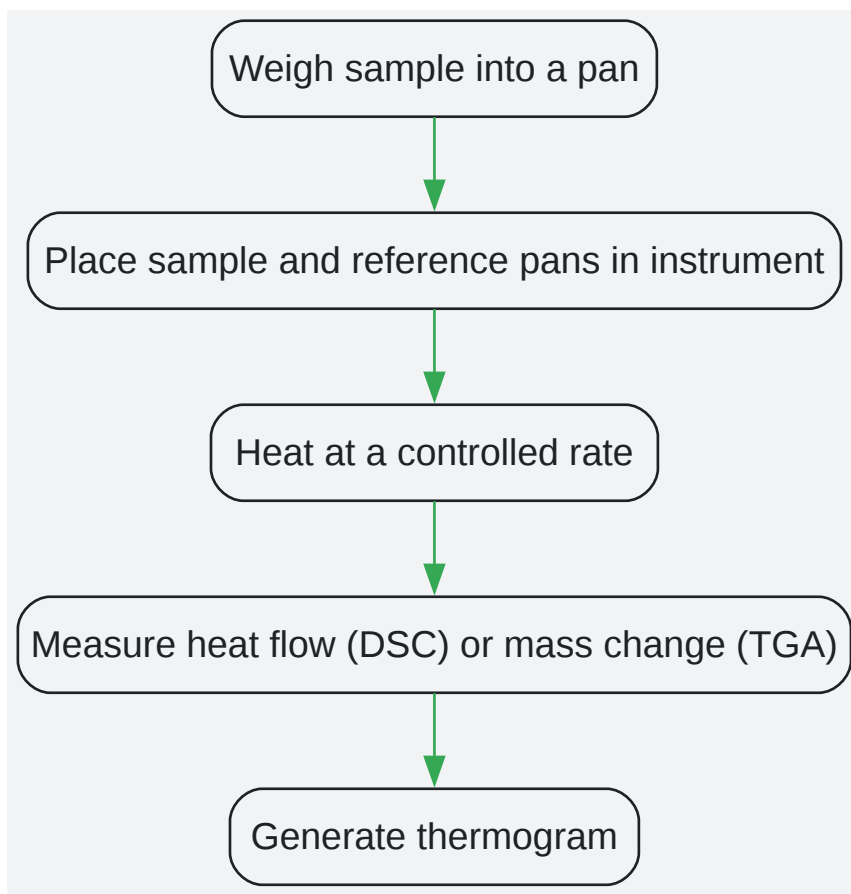 Weigh sample into a pan
Place sample and reference pans in instrument
Heat at a controlled rate
Measure heat flow (DSC) or mass change (TGA)
Generate thermogram